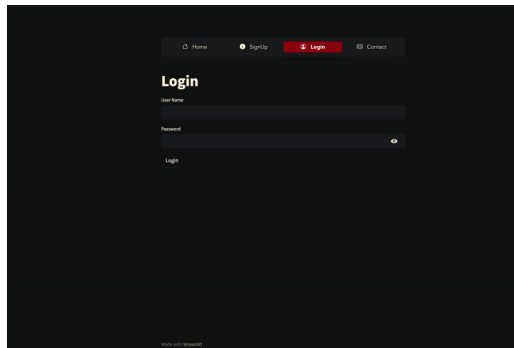 Home SignUp Login Contact
Login
User Name
Password
Login
Made with Streamlit